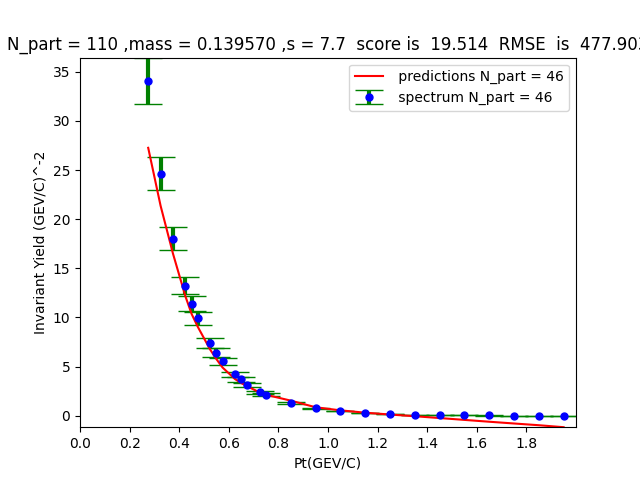 N_part = 110 ,mass = 0.139570 ,s = 7.7  score is  19.514  RMSE  is  477.903
predictions N_part = 46
spectrum N_part = 46
Invariant Yield (GEV/C)^-2
35
30
25
20
15
10
5
0
0.0 0.2 0.4 0.6 0.8 1.0 1.2 1.4 1.6 1.8
Pt(GEV/C)